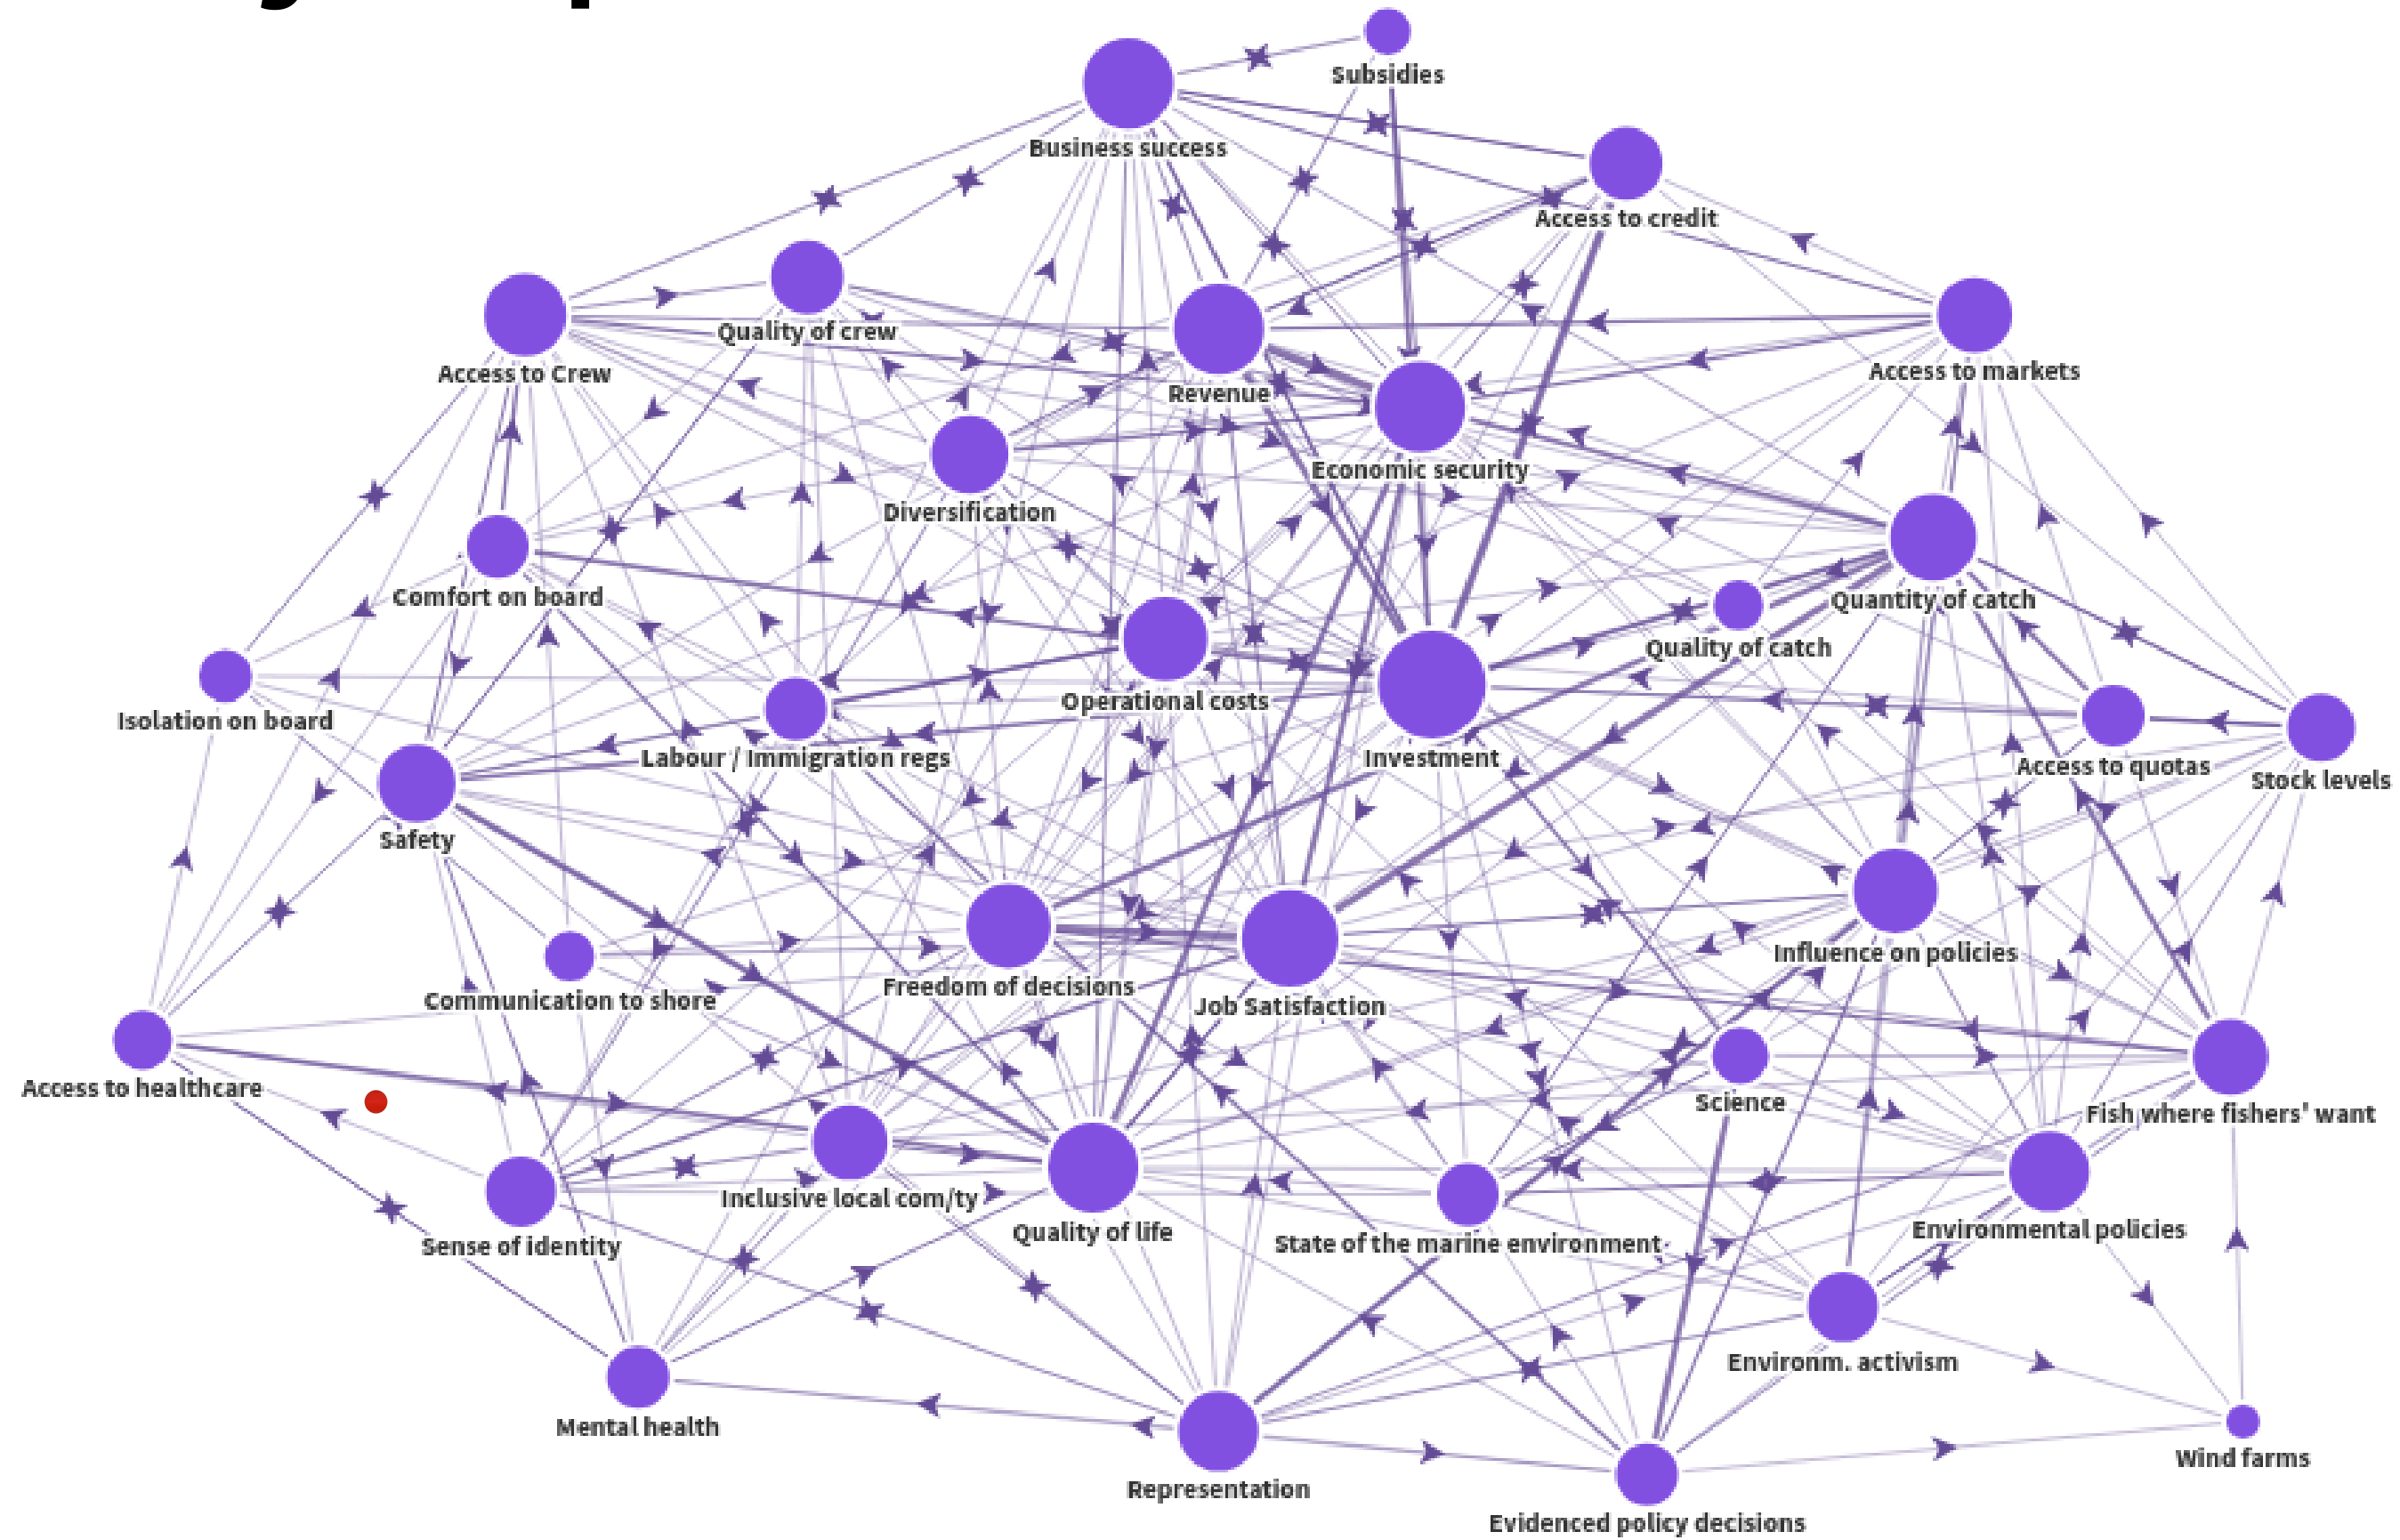 Subsidies
Business success
Access to credit
Quality of crew
Access to Crew
Access to markets
Revenue
Economic security
Diversification
Comfort on board
Quantity of catch
Quality of catch
Operational costs
Isolation on board
Labour / Immigration regs
Investment
Access to quotas
Stock levels
Safety
Influence on policies
Freedom of decisions
Communication to shore
Job Satisfaction
Access to healthcare
Science
Fish where fishers' want
Inclusive local com/ty
Quality of life
Environmental policies
State of the marine environment
Sense of identity
Environm. activism
Mental health
Wind farms
Representation
Evidenced policy decisions